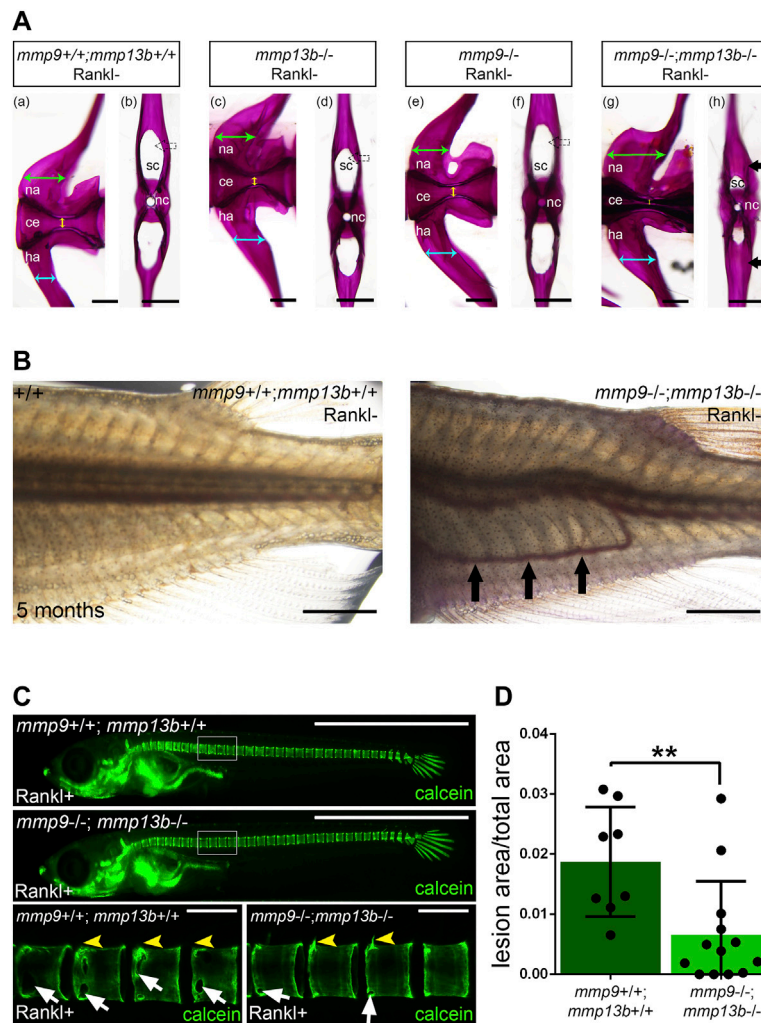 A
mmp9+/+;mmp13b+/+
Rankl-
mmp13b-/-
Rankl-
mmp9-/-
Rankl-
mmp9-/-;mmp13b-/-
Rankl-
(a)
(b)
(c)
(d)
(e)
(f)
(g)
(h)
na
ce
ha
sc
nc
na
ce
ha
sc
nc
na
ce
ha
sc
nc
na
ce
ha
sc
nc
B
+/+
mmp9+/+;mmp13b+/+
Rankl-
5 months
mmp9-/-;mmp13b-/-
Rankl-
C
mmp9+/+; mmp13b+/+
Rankl+
calcein
mmp9-/-; mmp13b-/-
Rankl+
calcein
mmp9+/+; mmp13b+/+
Rankl+
calcein
mmp9-/-;mmp13b-/-
Rankl+
calcein
D
lesion area/total area
0.04
0.03
0.02
0.01
0.00
**
mmp9+/+;
mmp13b+/+
mmp9-/-;
mmp13b-/-